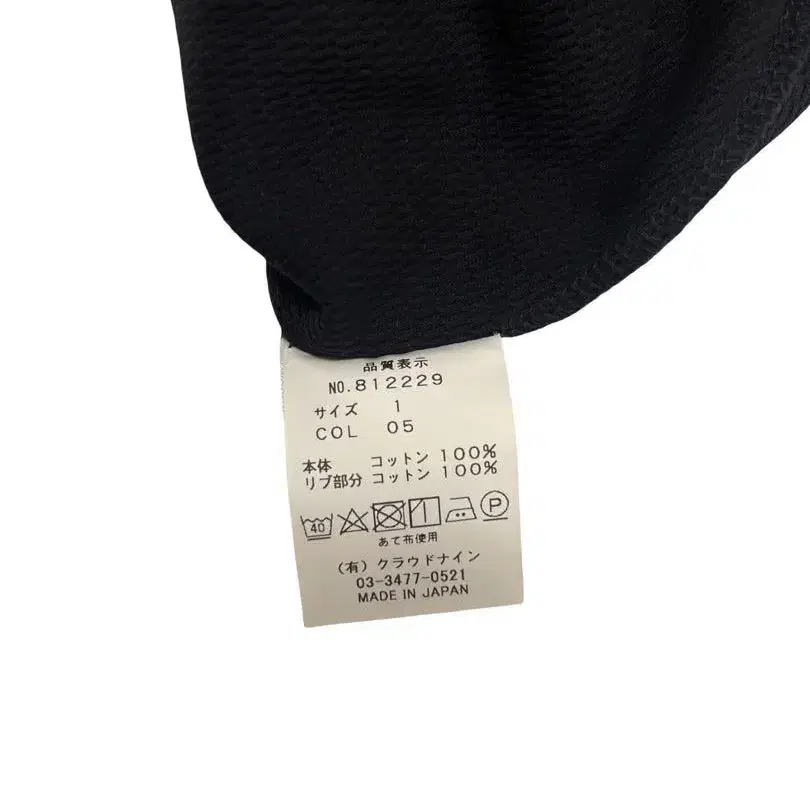 品質表示
NO.812229
サイズ 1
COL 05
本体 コットン 100%
リブ部分 コットン 100%
40 P
あて布使用
(有) クラウドナイン
03-3477-0521
MADE IN JAPAN